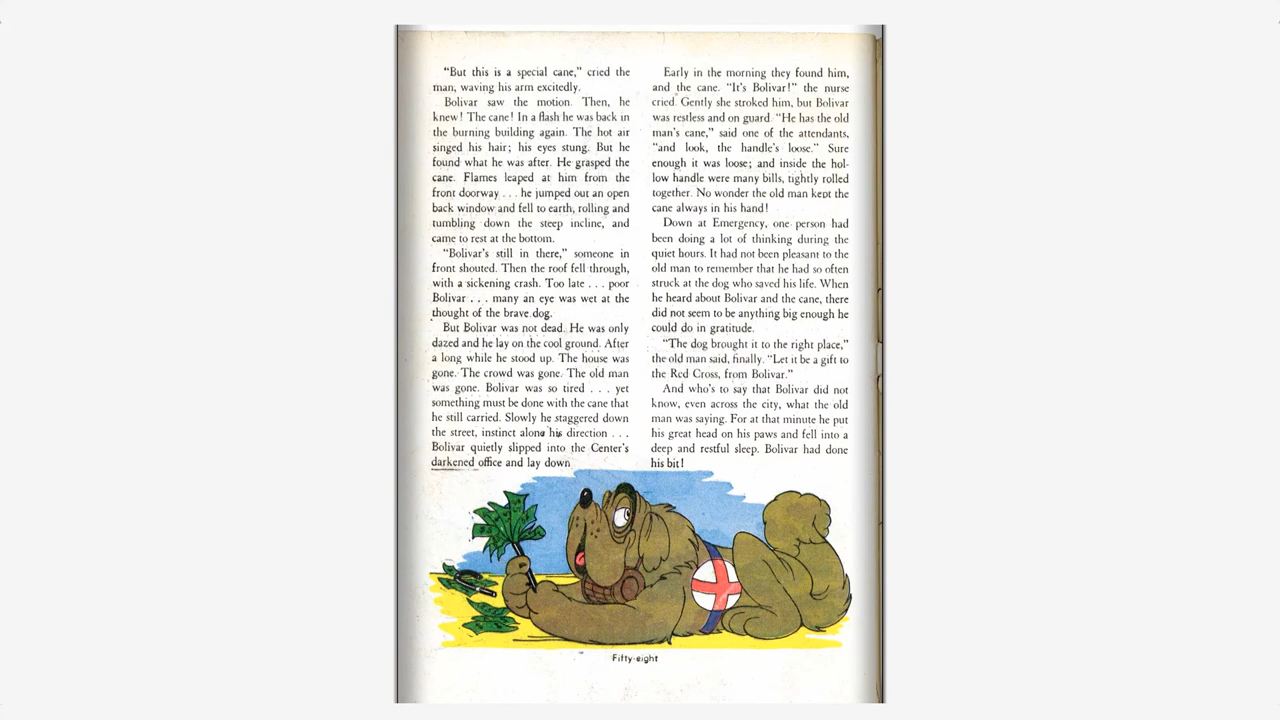 “But this is a special cane,” cried the
man, waving his arm excitedly.
Bolivar saw the motion. Then, he
knew! The cane! In a flash he was back in
the burning building again. The hot air
singed his hair; his eyes stung. But he
found what he was after. He grasped the
cane. Flames leaped at him from the
front doorway . . . he jumped out an open
back window and fell to earth, rolling and
tumbling down the steep incline, and
came to rest at the bottom.
“Bolivar’s still in there,” someone in
front shouted. Then the roof fell through,
with a sickening crash. Too late . . . poor
Bolivar . . . many an eye was wet at the
thought of the brave dog.
But Bolivar was not dead. He was only
dazed and he lay on the cool ground. After
a long while he stood up. The house was
gone. The crowd was gone. The old man
was gone. Bolivar was so tired . . . yet
something must be done with the cane that
he still carried. Slowly he staggered down
the street, instinct alone his direction . . .
Bolivar quietly slipped into the Center’s
darkened office and lay down
Early in the morning they found him,
and the cane. “It’s Bolivar!” the nurse
cried. Gently she stroked him, but Bolivar
was restless and on guard. “He has the old
man’s cane,” said one of the attendants,
“and look, the handle’s loose.” Sure
enough it was loose; and inside the hol-
low handle were many bills, tightly rolled
together. No wonder the old man kept the
cane always in his hand!
Down at Emergency, one person had
been doing a lot of thinking during the
quiet hours. It had not been pleasant to the
old man to remember that he had so often
struck at the dog who saved his life. When
he heard about Bolivar and the cane, there
did not seem to be anything big enough he
could do in gratitude.
“The dog brought it to the right place,”
the old man said, finally. “Let it be a gift to
the Red Cross, from Bolivar.”
And who’s to say that Bolivar did not
know, even across the city, what the old
man was saying. For at that minute he put
his great head on his paws and fell into a
deep and restful sleep. Bolivar had done
his bit!
Fifty-eight